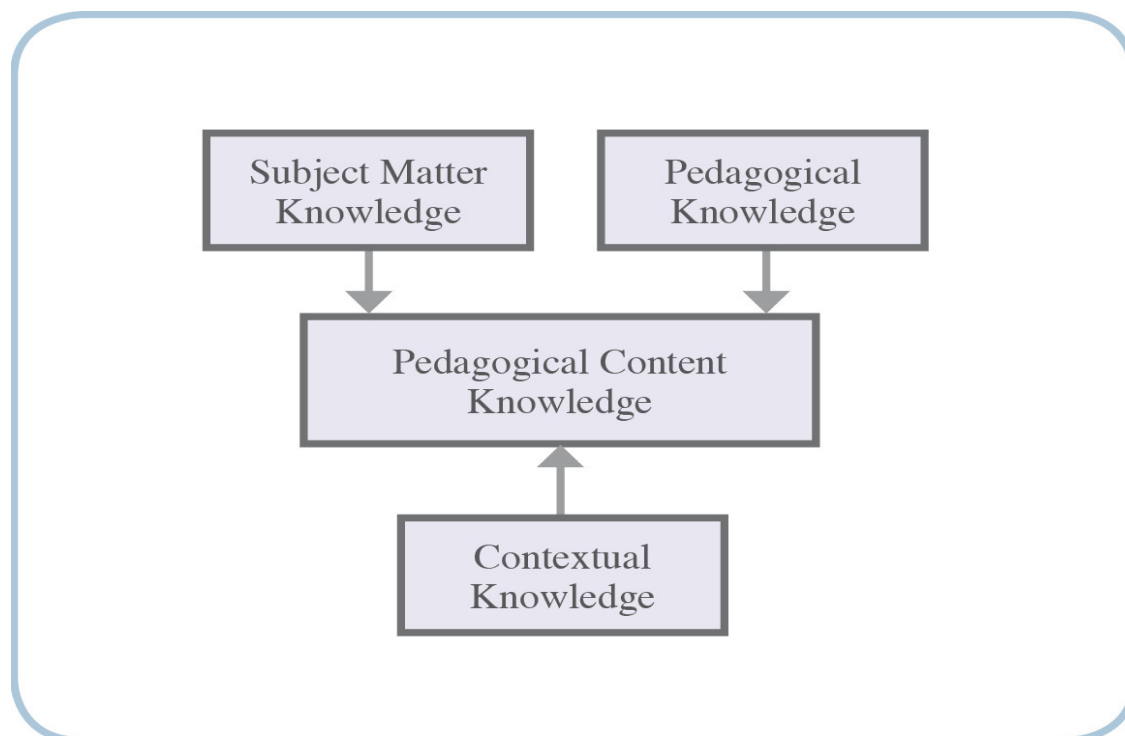 Subject Matter
Knowledge
Pedagogical
Knowledge
Pedagogical Content
Knowledge
Contextual
Knowledge